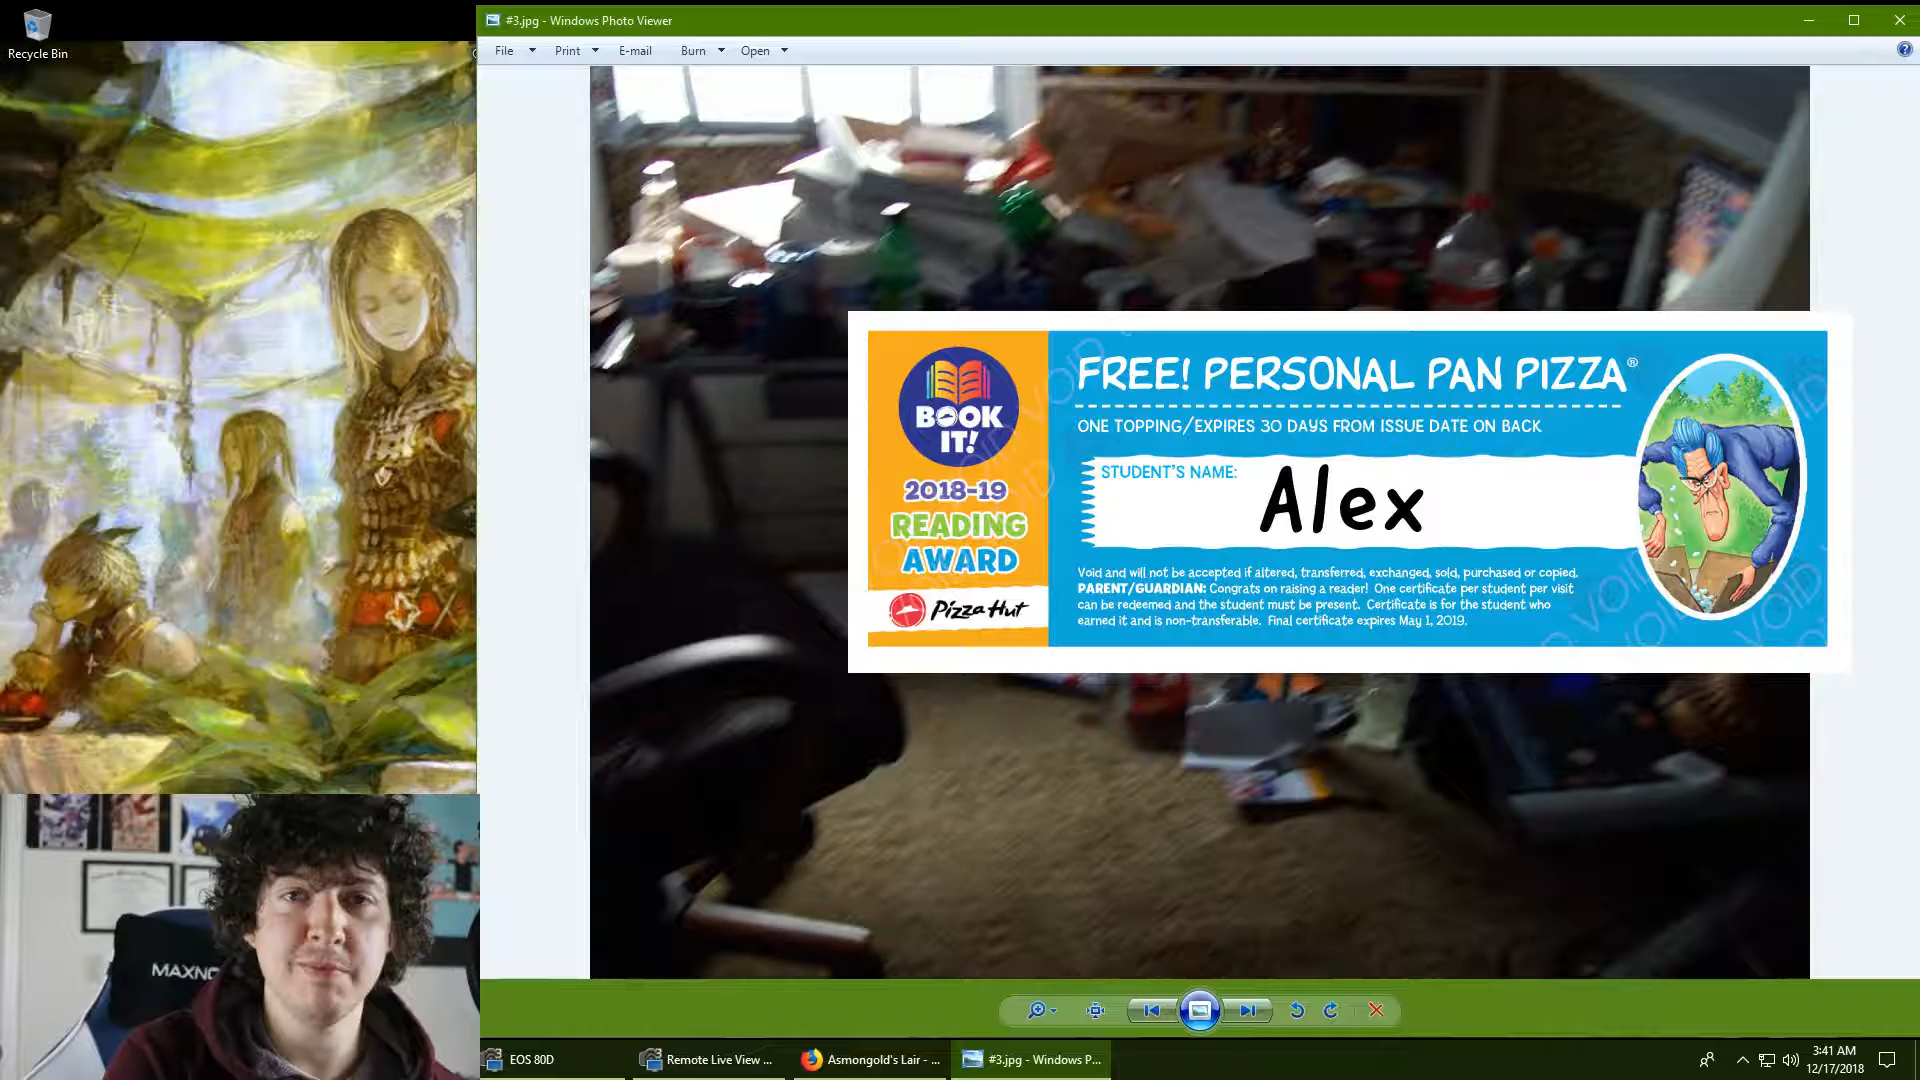 Recycle Bin
#3.jpg - Windows Photo Viewer
File Print E-mail Burn Open
FREE! PERSONAL PAN PIZZA®
ONE TOPPING/EXPIRES 30 DAYS FROM ISSUE DATE ON BACK
BOOK
IT!
2018-19
READING
AWARD
Pizza Hut
STUDENT'S NAME: Alex
Void and will not be accepted if altered, transferred, exchanged, sold, purchased or copied.
PARENT/GUARDIAN: Congrats on raising a reader! One certificate per student per visit
can be redeemed and the student must be present. Certificate is for the student who
earned it and is non-transferable. Final certificate expires May 1, 2019.
VOID VOID VOID
MAXNO
EOS 80D
Remote Live View ...
Asmongold's Lair - ...
#3.jpg - Windows P...
3:41 AM
12/17/2018